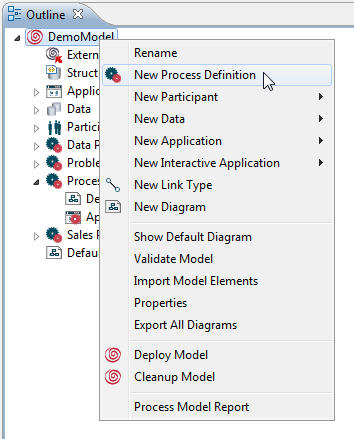 Outline
DemoModel
Extern
Rename
Struct
New Process Definition
Applic
New Participant
Data
New Data
Partici
New Application
Data P
New Interactive Application
Proble
New Link Type
Proces
New Diagram
De
Ap
Show Default Diagram
Sales P
Validate Model
Default
Import Model Elements
Properties
Export All Diagrams
Deploy Model
Cleanup Model
Process Model Report